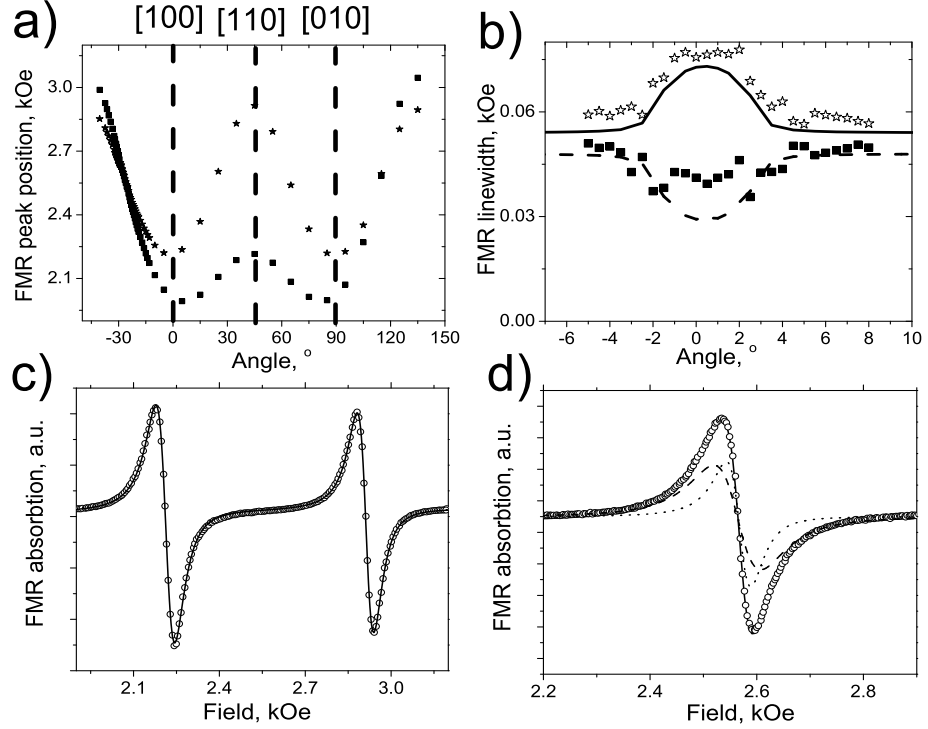 a)
[100] [110] [010]
FMR peak position, kOe
3.0
2.7
2.4
2.1
-30 0 30 60 90 120 150
Angle, °
b)
FMR linewidth, kOe
0.06
0.03
0.00
-6 -4 -2 0 2 4 6 8 10
Angle, °
c)
FMR absorbtion, a.u.
2.1 2.4 2.7 3.0
Field, kOe
d)
FMR absorbtion, a.u.
2.2 2.4 2.6 2.8
Field, kOe